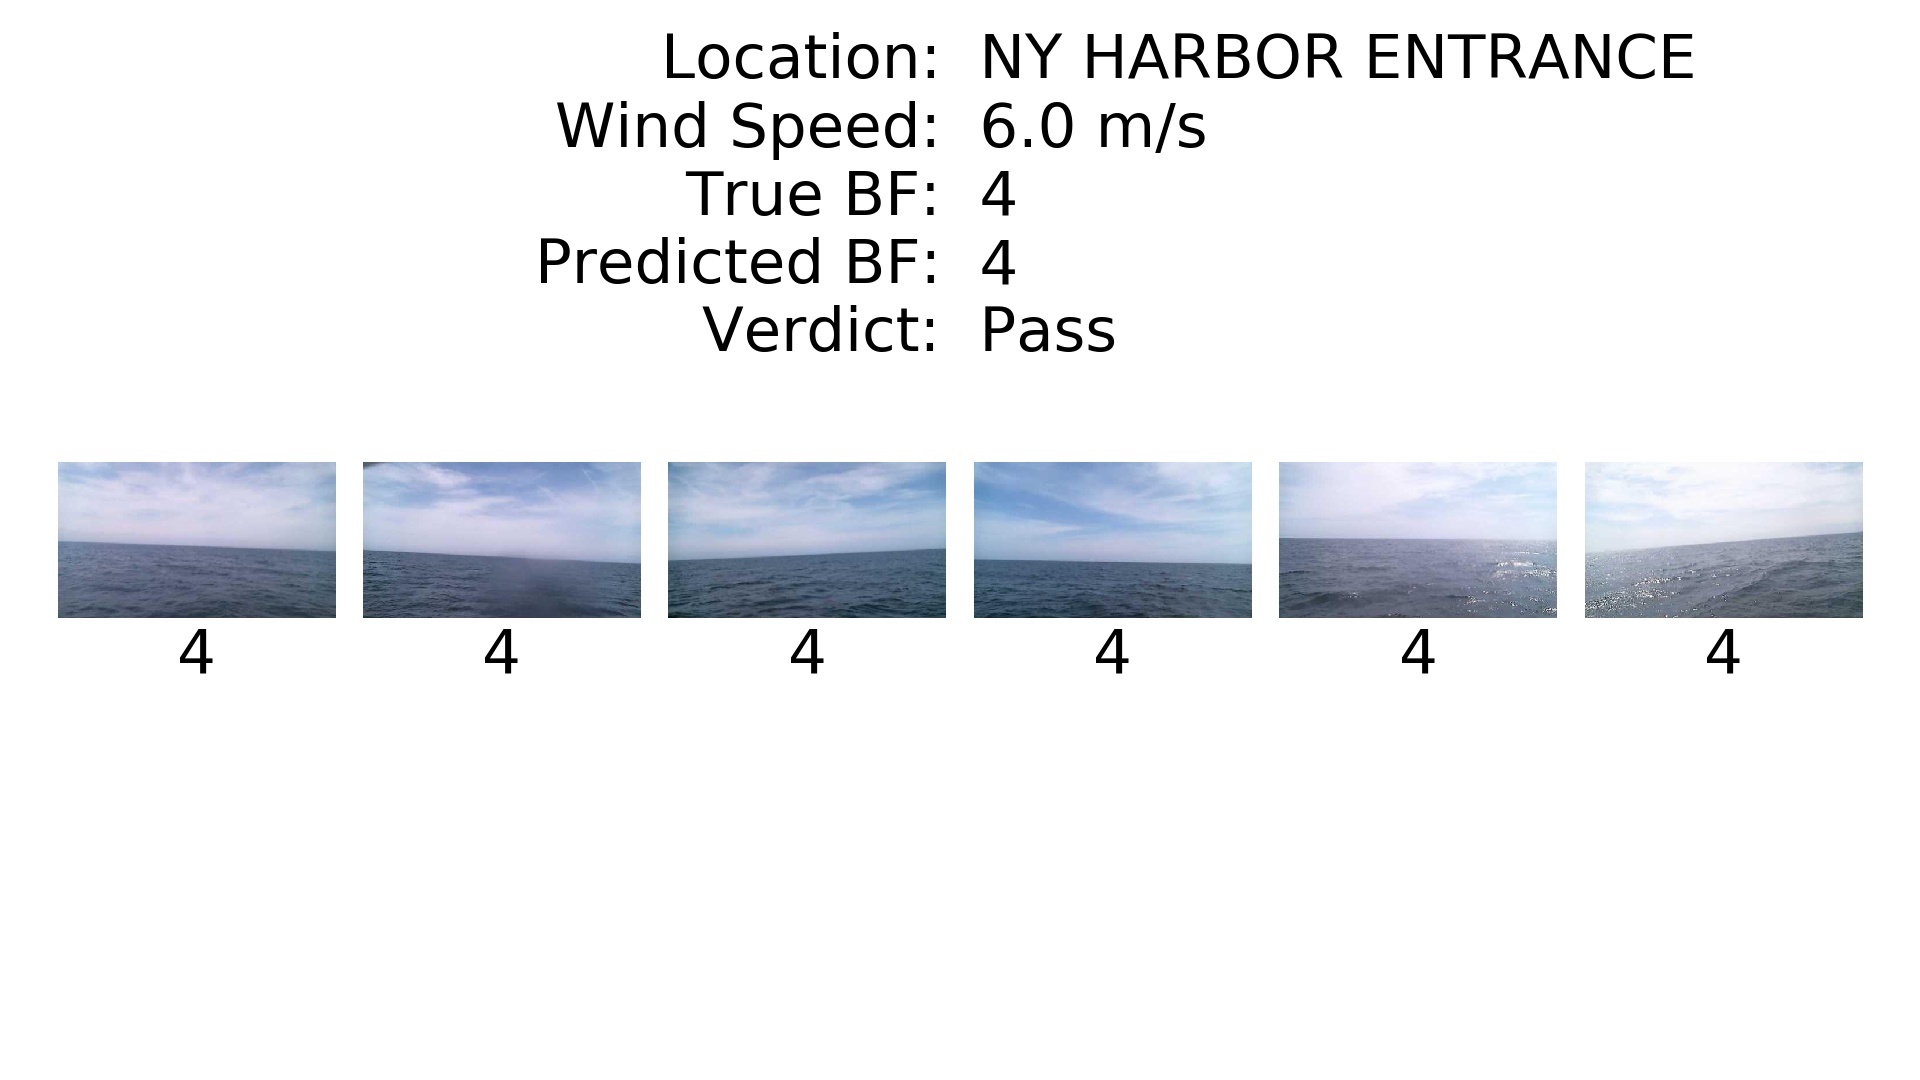 Location: NY HARBOR ENTRANCE
Wind Speed: 6.0 m/s
True BF: 4
Predicted BF: 4
Verdict: Pass
4 4 4 4 4 4